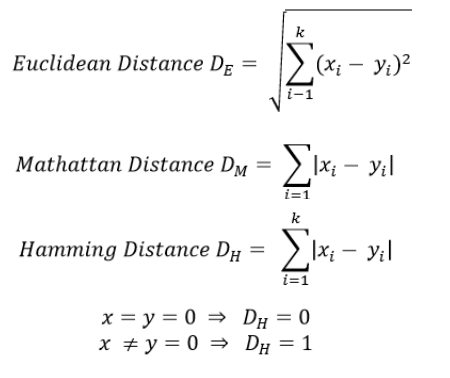 Euclidean Distance D_E = √ ∑_{i-1}^{k} (x_i − y_i)²
Mathattan Distance D_M = ∑_{i=1} |x_i − y_i|
Hamming Distance D_H = ∑_{i=1}^{k} |x_i − y_i|
x = y = 0 ⇒ D_H = 0
x ≠ y = 0 ⇒ D_H = 1